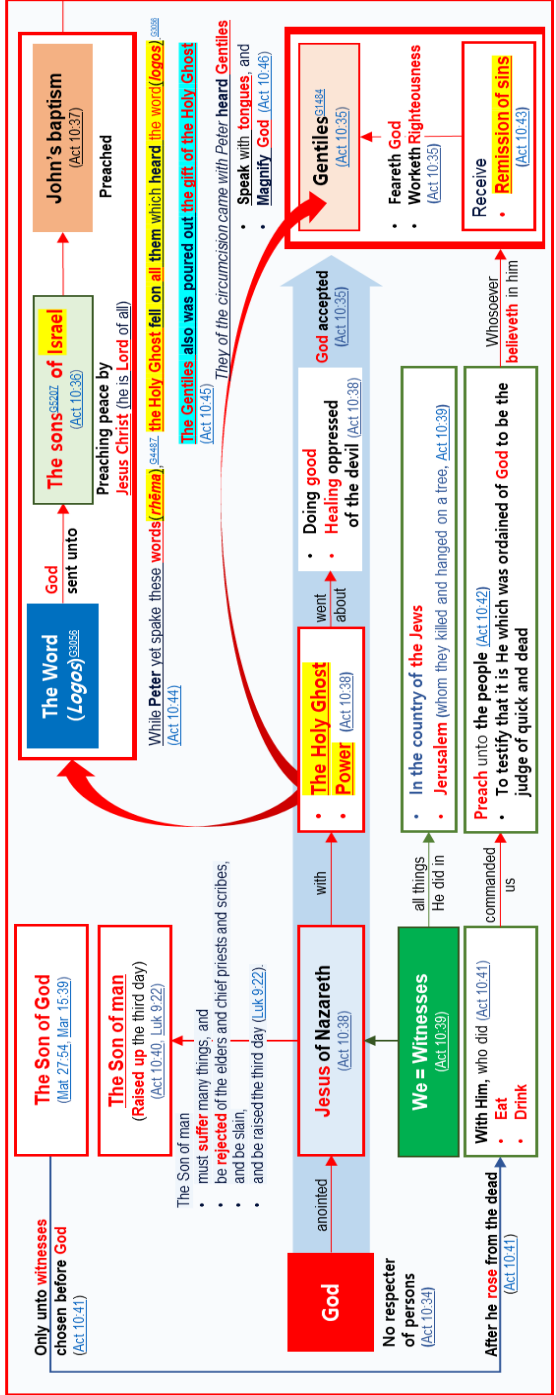 Only unto witnesses
chosen before God
(Act 10:41)
The Son of God
(Mat 27:54, Mar 15:39)
The Son of man
(Raised up the third day)
(Act 10:40, Luk 9:22)
The Son of man
• must suffer many things, and
• be rejected of the elders and chief priests and scribes,
• and be slain,
• and be raised the third day (Luk 9:22).
The Word
(Logos)G3056
God
sent unto
The sonsG5207 of Israel
(Act 10:36)
Preaching peace by
Jesus Christ (he is Lord of all)
John's baptism
(Act 10:37)
Preached
While Peter yet spake these words(rhēma),G4487 the Holy Ghost fell on all them which heard the word(logos).G3056
(Act 10:44)
The Gentiles also was poured out the gift of the Holy Ghost
(Act 10:45)
They of the circumcision came with Peter heard Gentiles
• Speak with tongues, and
• Magnify God (Act 10:46)
God
anointed
Jesus of Nazareth
(Act 10:38)
with
• The Holy Ghost
• Power (Act 10:38)
went
about
• Doing good
• Healing oppressed
of the devil (Act 10:38)
God accepted
(Act 10:35)
GentilesG1484
(Act 10:35)
• Feareth God
• Worketh Righteousness
(Act 10:35)
Receive
• Remission of sins
(Act 10:43)
No respecter
of persons
(Act 10:34)
We = Witnesses
(Act 10:39)
all things
He did in
• In the country of the Jews
• Jerusalem (whom they killed and hanged on a tree, Act 10:39)
After he rose from the dead
(Act 10:41)
With Him, who did (Act 10:41)
• Eat
• Drink
commanded
us
Preach unto the people (Act 10:42)
• To testify that it is He which was ordained of God to be the
judge of quick and dead
Whosoever
believeth in him